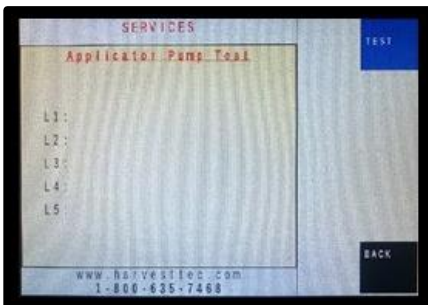 SERVICES
TEST
Applicator Pump Test
L1:
L2:
L3:
L4:
L5
BACK
www.harvesttec.com
1-800-635-7468